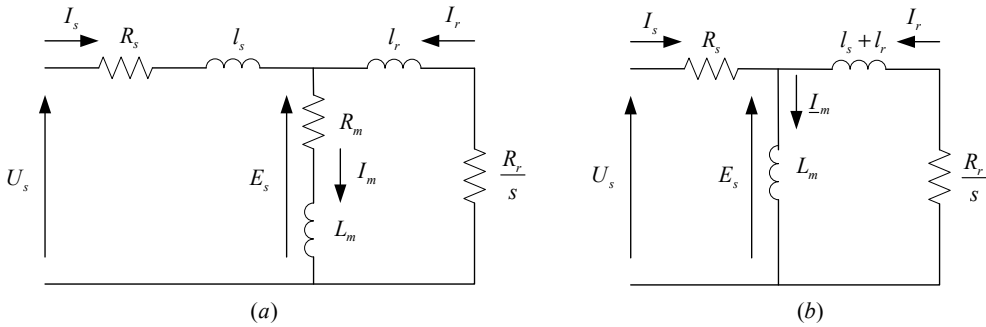 I_s R_s l_s l_r I_r
U_s E_s R_m I_m L_m R_r/s
(a)
I_s R_s l_s + l_r I_r
U_s E_s I_m L_m R_r/s
(b)